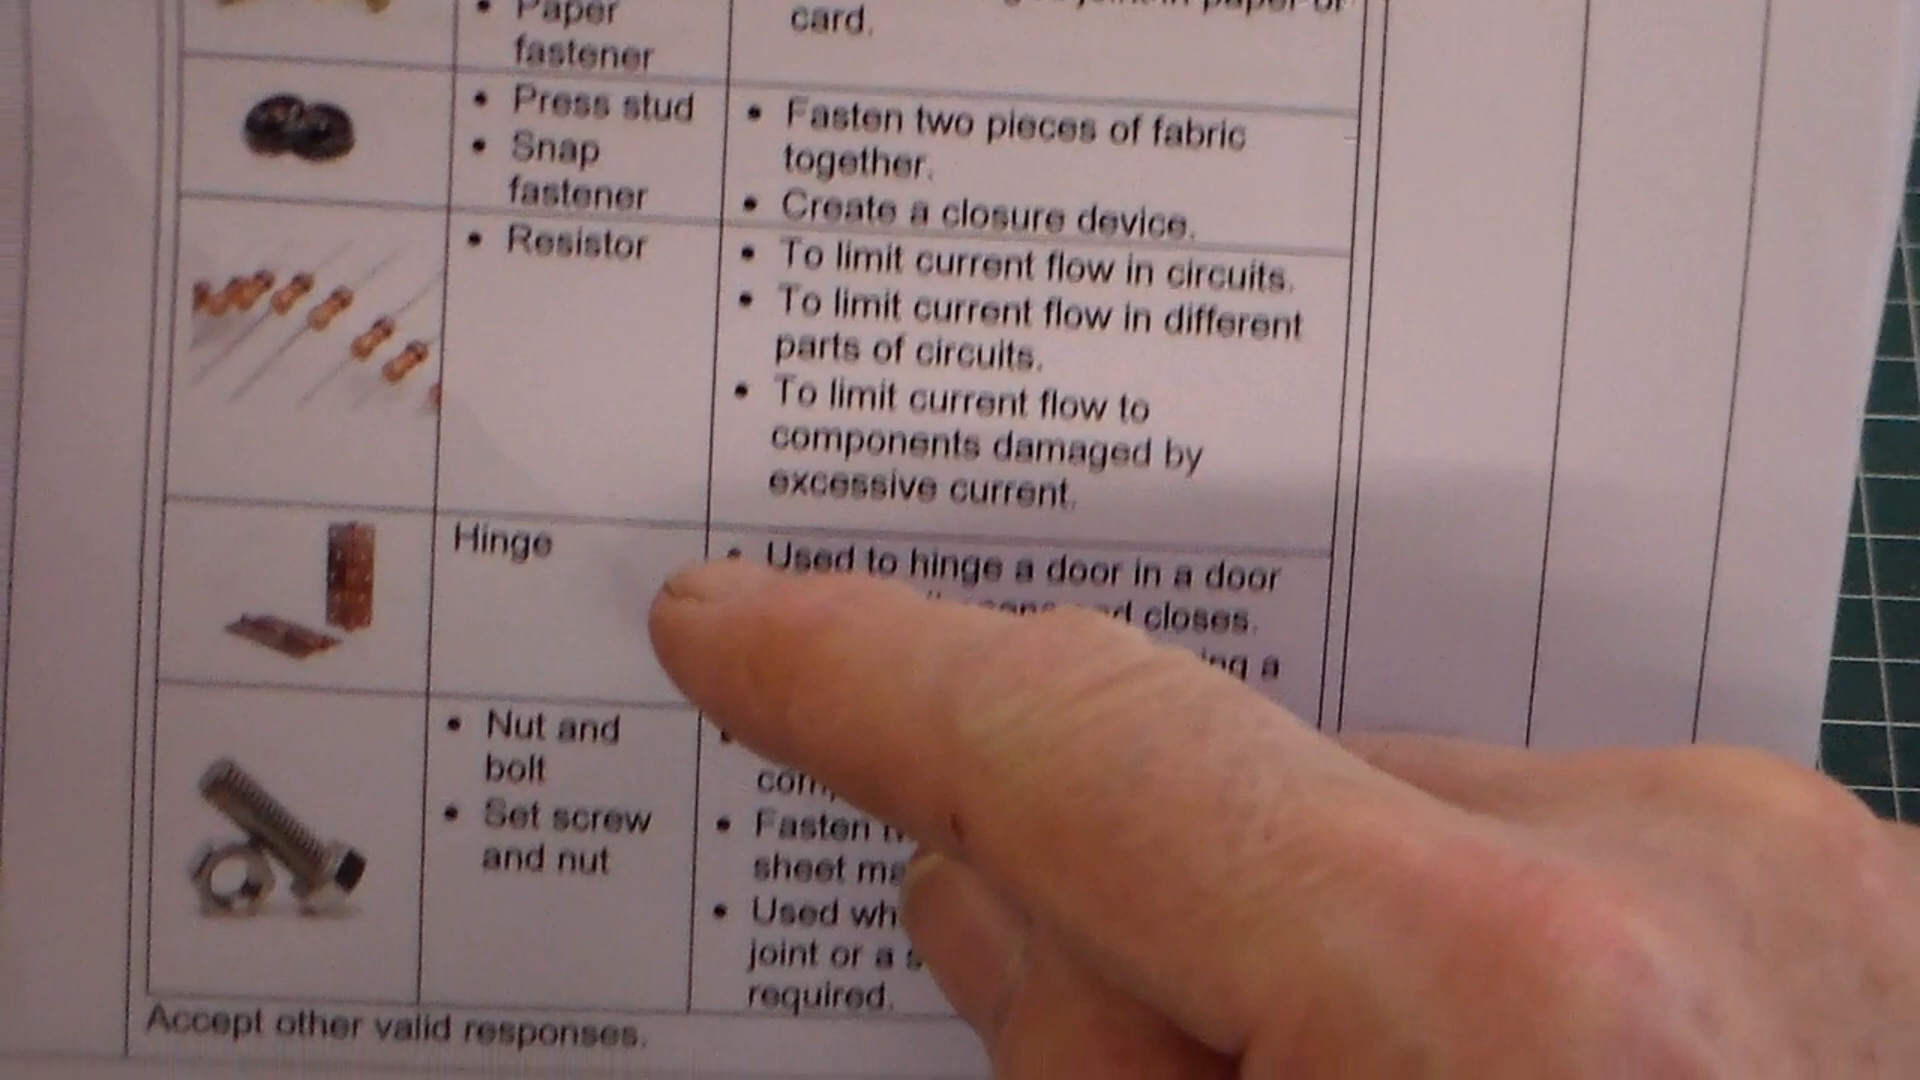 • Paper
fastener
card.
• Press stud
• Snap
fastener
• Fasten two pieces of fabric
together.
• Create a closure device.
• Resistor
• To limit current flow in circuits.
• To limit current flow in different
parts of circuits.
• To limit current flow to
components damaged by
excessive current.
Hinge
• Used to hinge a door in a door
closes.
a
• Nut and
bolt
• Set screw
and nut
• Fasten
sheet
• Used
joint or a
required.
Accept other valid responses.